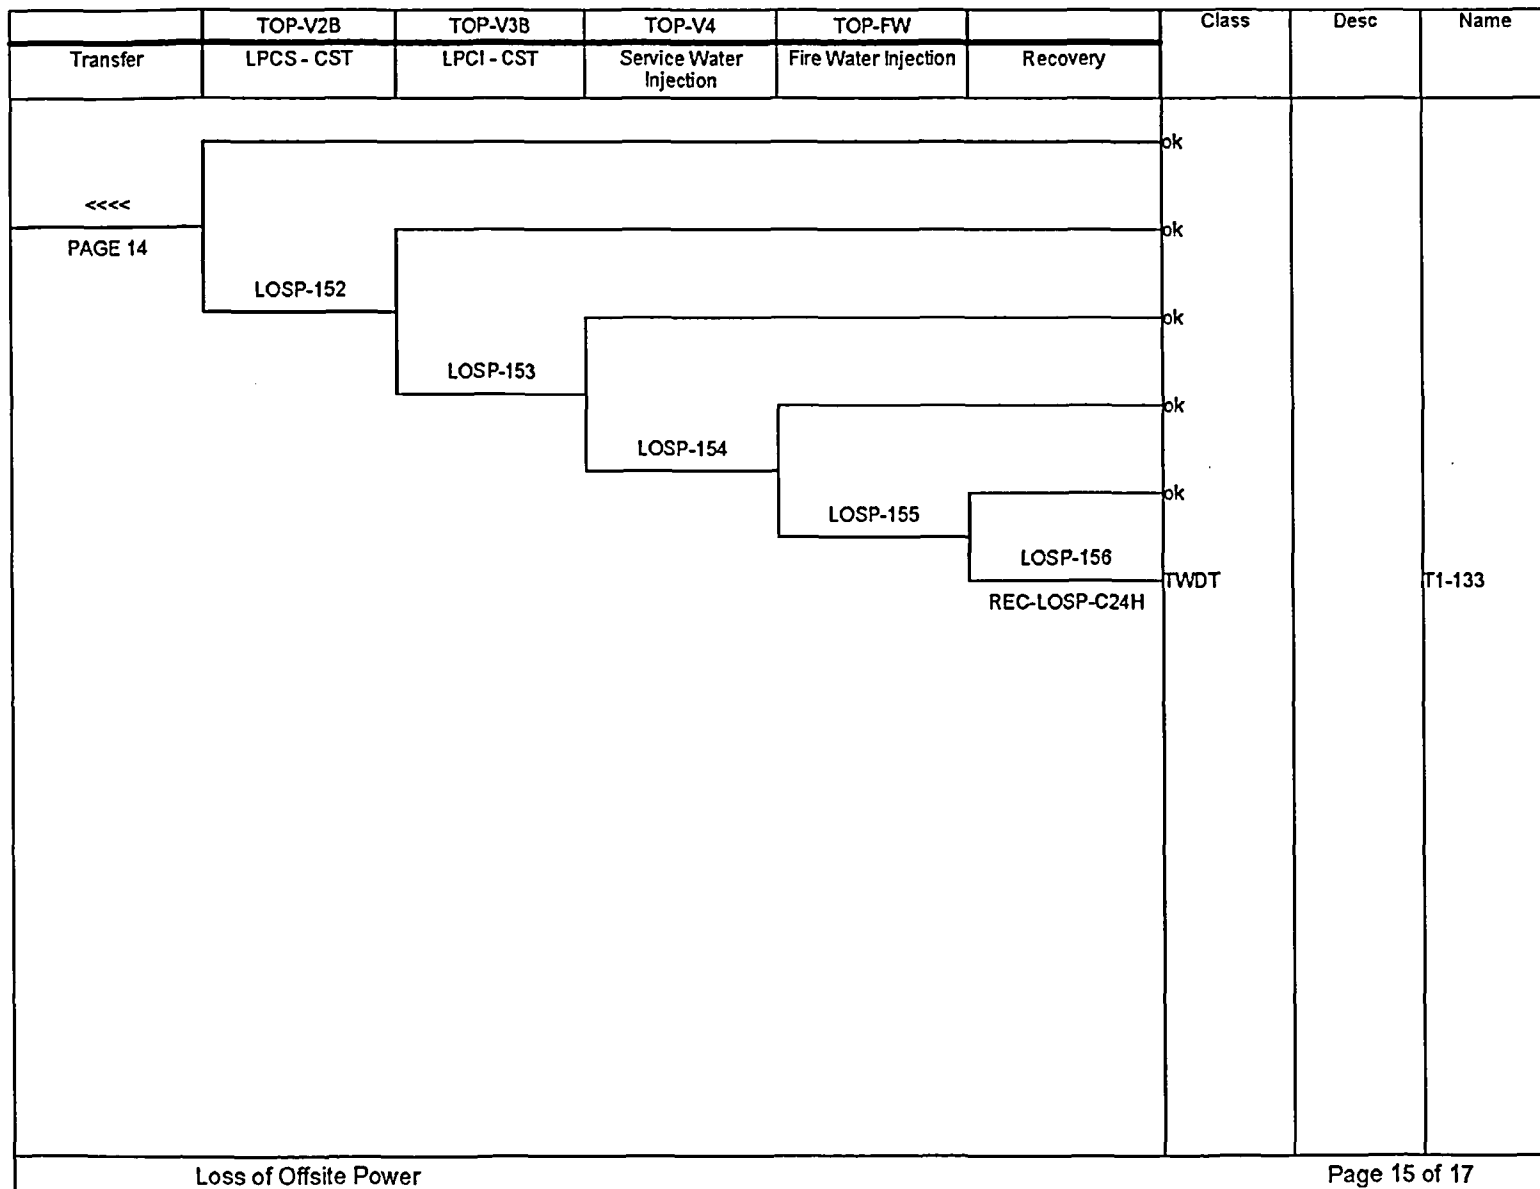 TOP-V2B TOP-V3B TOP-V4 TOP-FW Class Desc Name
Transfer LPCS - CST LPCI - CST Service Water Injection Fire Water Injection Recovery
ok
<<<<
PAGE 14
ok
LOSP-152
ok
LOSP-153
ok
LOSP-154
ok
LOSP-155
LOSP-156
TWDT T1-133
REC-LOSP-C24H
Loss of Offsite Power Page 15 of 17